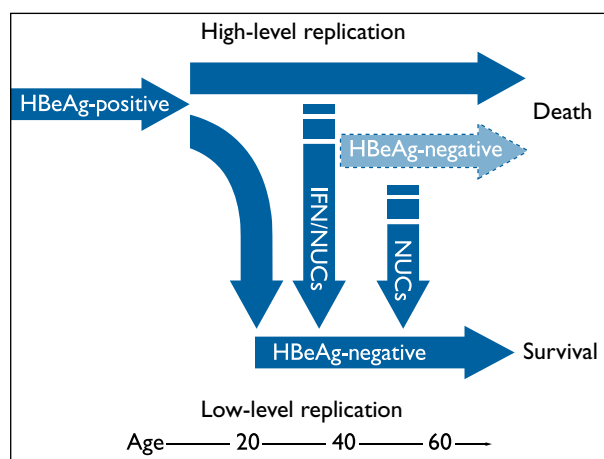 High-level replication
HBeAg-positive
Death
HBeAg-negative
IFN/NUCs
NUCs
HBeAg-negative
Survival
Low-level replication
Age 20 40 60